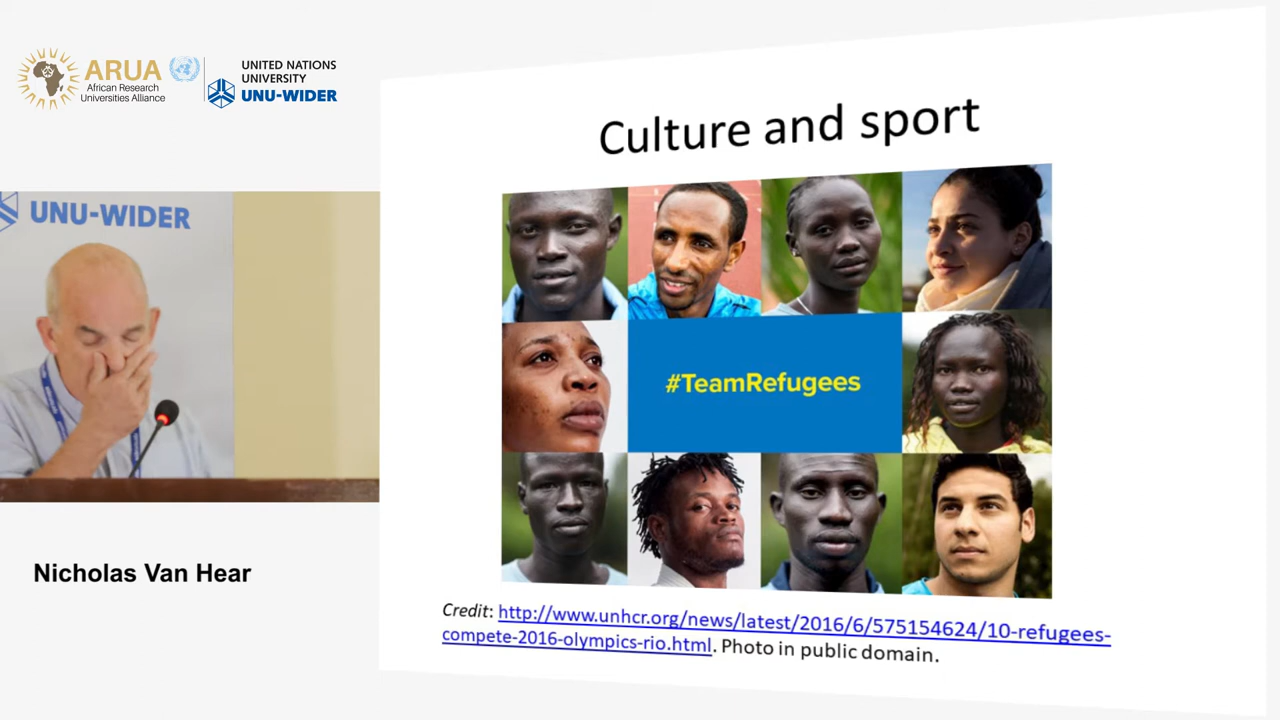 ARUA
African Research
Universities Alliance
UNITED NATIONS
UNIVERSITY
UNU-WIDER
Culture and sport
UNU-WIDER
#TeamRefugees
Nicholas Van Hear
Credit: http://www.unhcr.org/news/latest/2016/6/575154624/10-refugees-
compete-2016-olympics-rio.html. Photo in public domain.